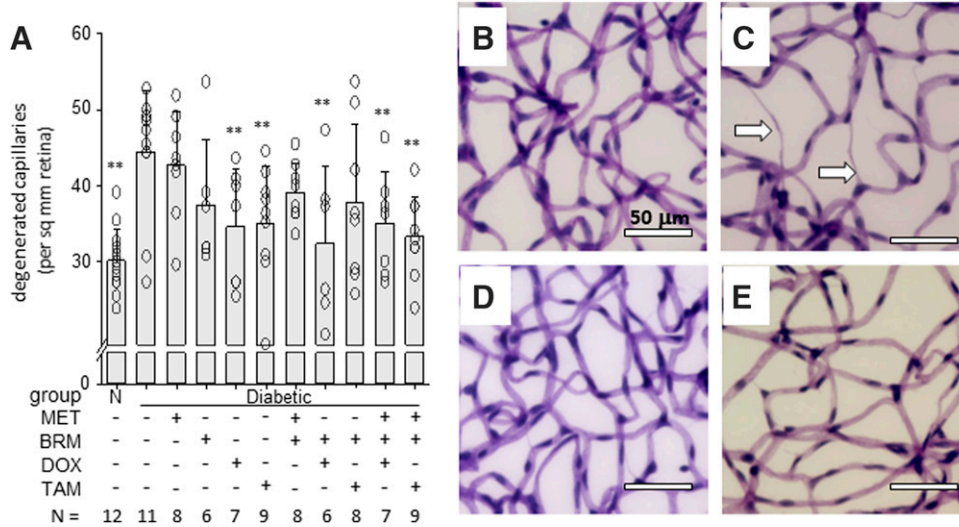 A
60
50
40
30
0
degenerated capillaries
(per sq mm retina)
** ** ** ** ** **
group N Diabetic
MET - - + - - - + - - + +
BRM - - - + - - + + + + +
DOX - - - - + - - + - + -
TAM - - - - - + - - + - +
N = 12 11 8 6 7 9 8 6 8 7 9
B
50 μm
C
D
E